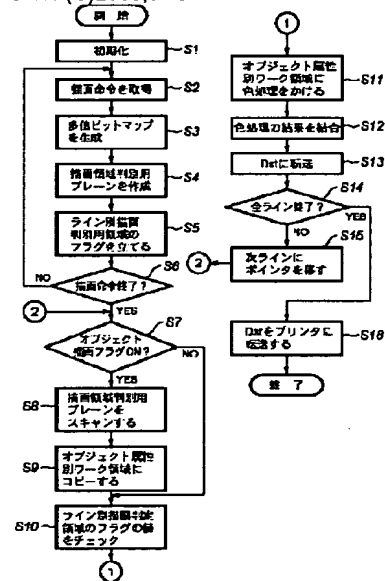 開始
初期化
S1
描画命令を取得
S2
多値ビットマップ
を生成
S3
描画領域判別用
プレーンを作成
S4
ライン別描画
判別用領域の
フラグを立てる
S5
描画命令終了?
S6
NO
YES
2
オブジェクト
描画フラグON?
S7
NO
YES
描画領域判別用
プレーンを
スキャンする
S8
オブジェクト属性
別ワーク領域に
コピーする
S9
ライン別描画判定
領域のフラグの値
をチェック
S10
1
1
オブジェクト属性
別ワーク領域に
色処理をかける
S11
色処理の結果を結合
S12
Dstに転送
S13
全ライン終了?
S14
YES
NO
次ラインに
ポインタを移す
S15
2
Dstをプリンタに
転送する
S16
終了